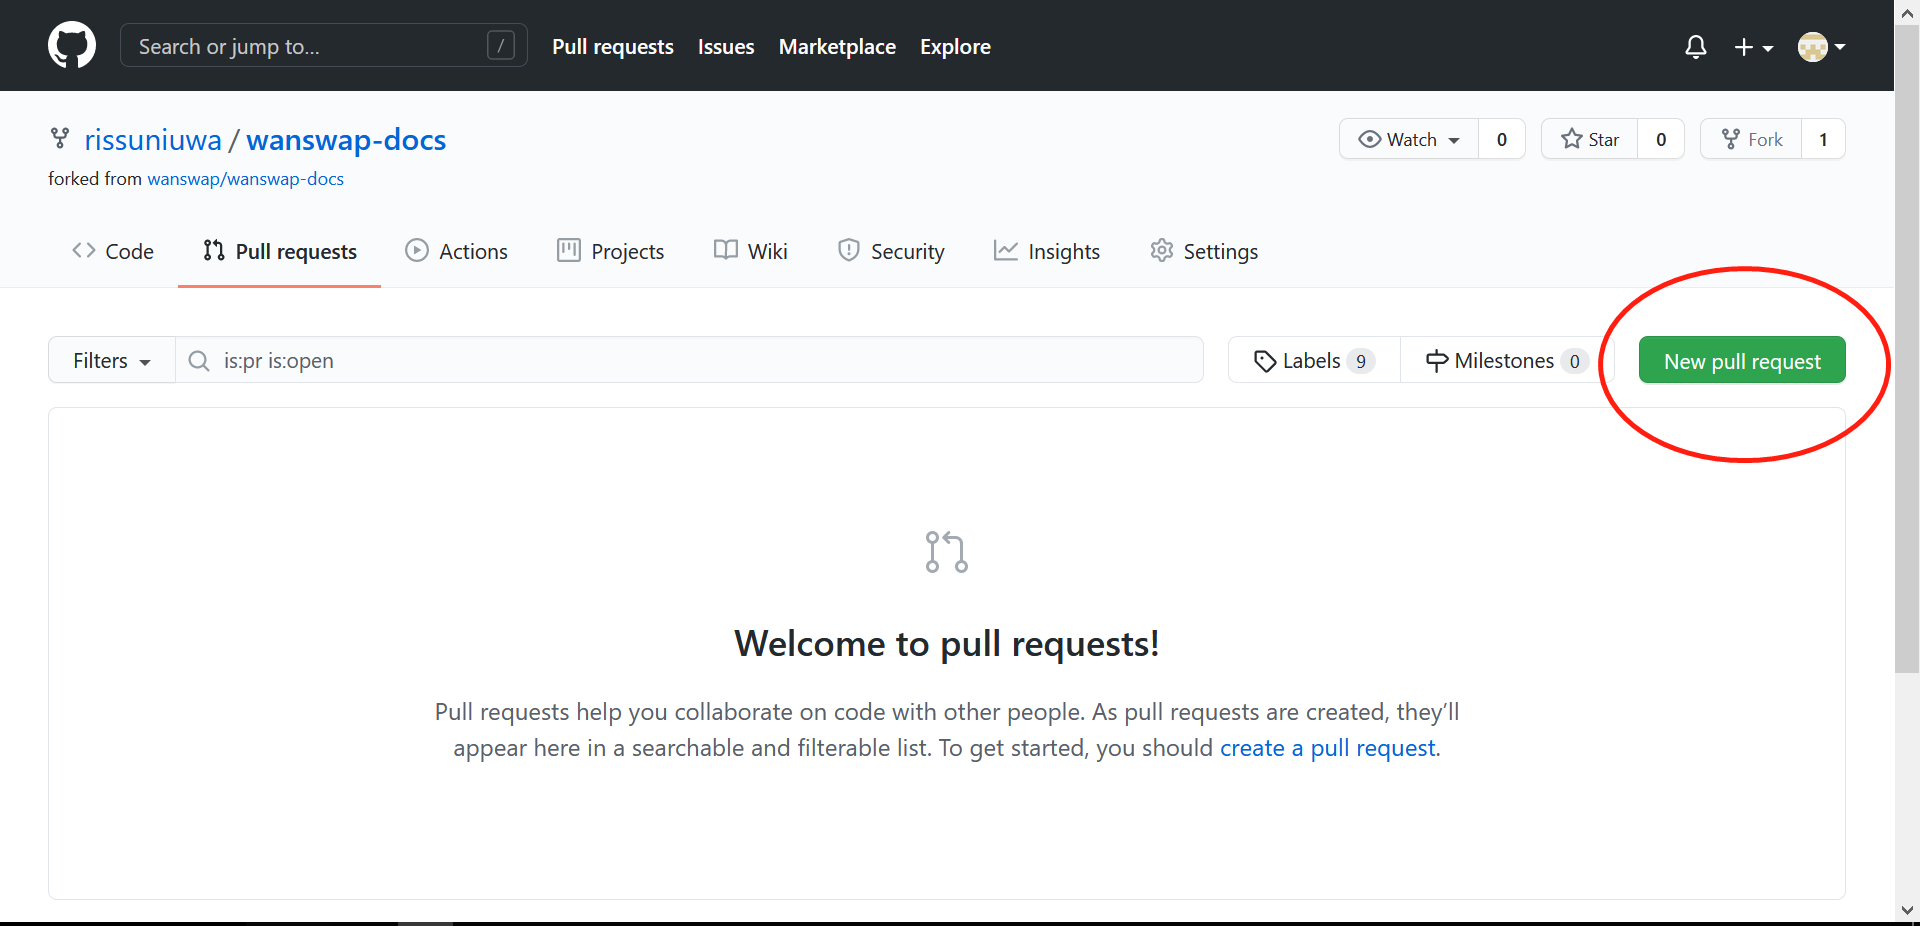 Search or jump to... / Pull requests Issues Marketplace Explore
rissuniuwa / wanswap-docs Watch 0 Star 0 Fork 1
forked from wanswap/wanswap-docs
Code Pull requests Actions Projects Wiki Security Insights Settings
Filters is:pr is:open Labels 9 Milestones 0 New pull request
Welcome to pull requests!
Pull requests help you collaborate on code with other people. As pull requests are created, they’ll
appear here in a searchable and filterable list. To get started, you should create a pull request.